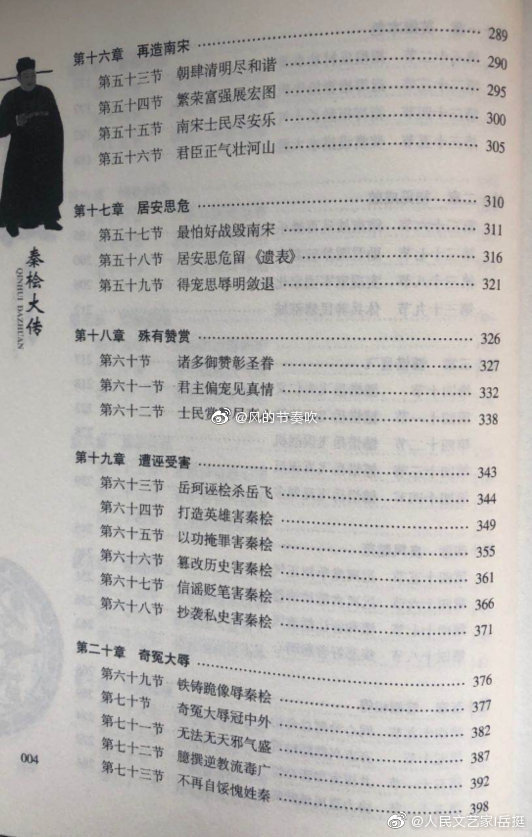 第十六章 再造南宋 …… 289
第五十三节 朝肆清明尽和谐 …… 290
第五十四节 繁荣富强展宏图 …… 295
第五十五节 南宋士民尽安乐 …… 300
第五十六节 君臣正气壮河山 …… 305
第十七章 居安思危 …… 310
第五十七节 最怕好战毁南宋 …… 311
第五十八节 居安思危留《遗表》 …… 316
第五十九节 得宠思辱明敛退 …… 321
秦桧大传
QINHUI DAZHUAN
第十八章 殊有赞赏 …… 326
第六十节 诸多御赞彰圣眷 …… 327
第六十一节 君主偏宠见真情 …… 332
第六十二节 士民赏 …… 338
@风的节奏吹
第十九章 遭诬受害 …… 343
第六十三节 岳珂诬桧杀岳飞 …… 344
第六十四节 打造英雄害秦桧 …… 349
第六十五节 以功掩罪害秦桧 …… 355
第六十六节 篡改历史害秦桧 …… 361
第六十七节 信谣贬笔害秦桧 …… 366
第六十八节 抄袭私史害秦桧 …… 371
第二十章 奇冤大辱 …… 376
第六十九节 铁铸跪像辱秦桧 …… 377
第七十节 奇冤大辱冠中外 …… 382
第七十一节 无法无天邪气盛 …… 387
第七十二节 臆撰逆教流毒广 …… 392
第七十三节 不再自馁愧姓秦 …… 398
004
@人民文艺家l岳挺